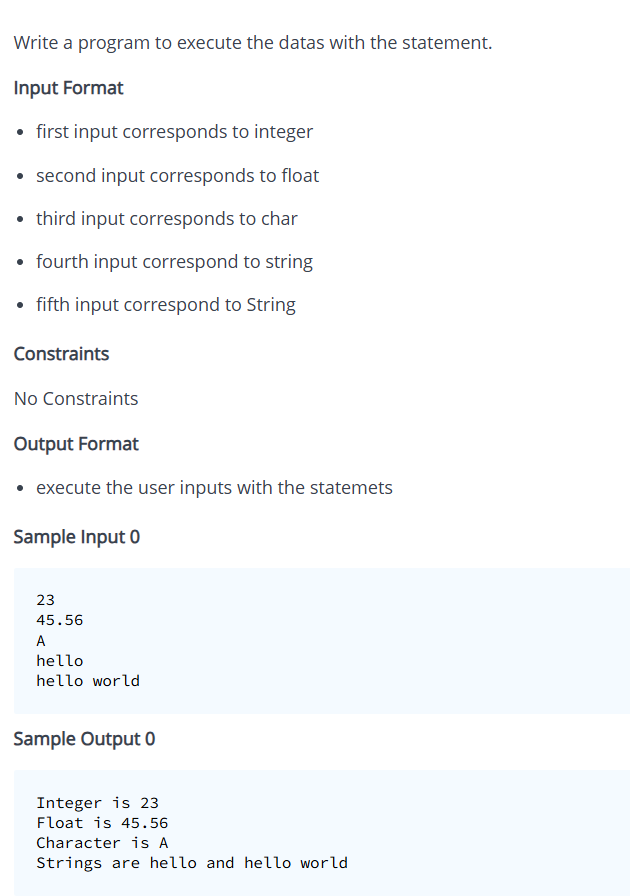 Write a program to execute the datas with the statement.
Input Format
• first input corresponds to integer
• second input corresponds to float
• third input corresponds to char
• fourth input correspond to string
• fifth input correspond to String
Constraints
No Constraints
Output Format
• execute the user inputs with the statemets
Sample Input 0
23
45.56
A
hello
hello world
Sample Output 0
Integer is 23
Float is 45.56
Character is A
Strings are hello and hello world